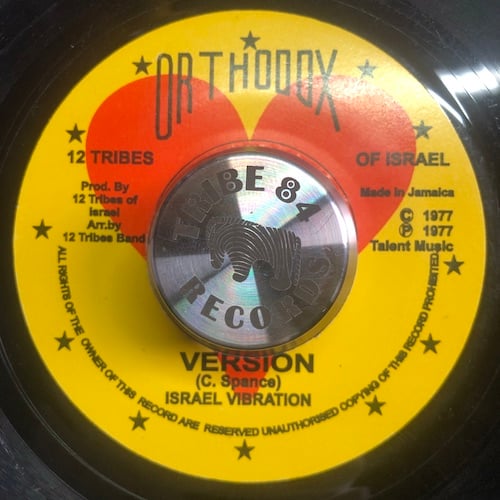 ORTHODOX
12 TRIBES
OF ISRAEL
Prod. By
12 Tribes of
Israel
Arr.by
12 Tribes Band
Made in Jamaica
© 1977
℗ 1977
Talent Music
TRIBE 84
RECORDS
VERSION
(C. Spance)
ISRAEL VIBRATION
ALL RIGHTS OF THE OWNER OF THIS RECORD ARE RESERVED UNAUTHORISED COPYING OF THIS RECORD PROHIBITED.